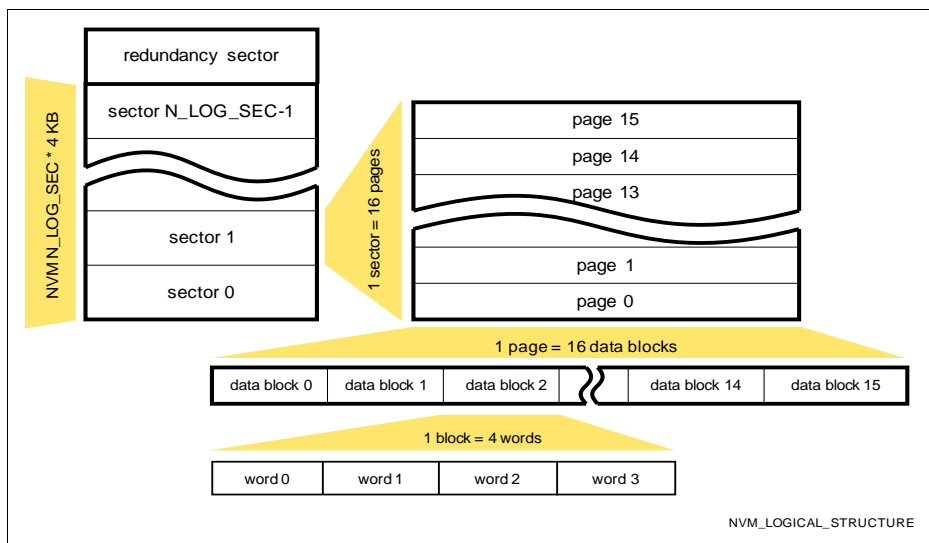 redundancy sector
sector N_LOG_SEC-1
sector 1
sector 0
NVM N_LOG_SEC * 4 KB
1 sector = 16 pages
page 15
page 14
page 13
page 1
page 0
1 page = 16 data blocks
data block 0
data block 1
data block 2
data block 14
data block 15
1 block = 4 words
word 0
word 1
word 2
word 3
NVM_LOGICAL_STRUCTURE